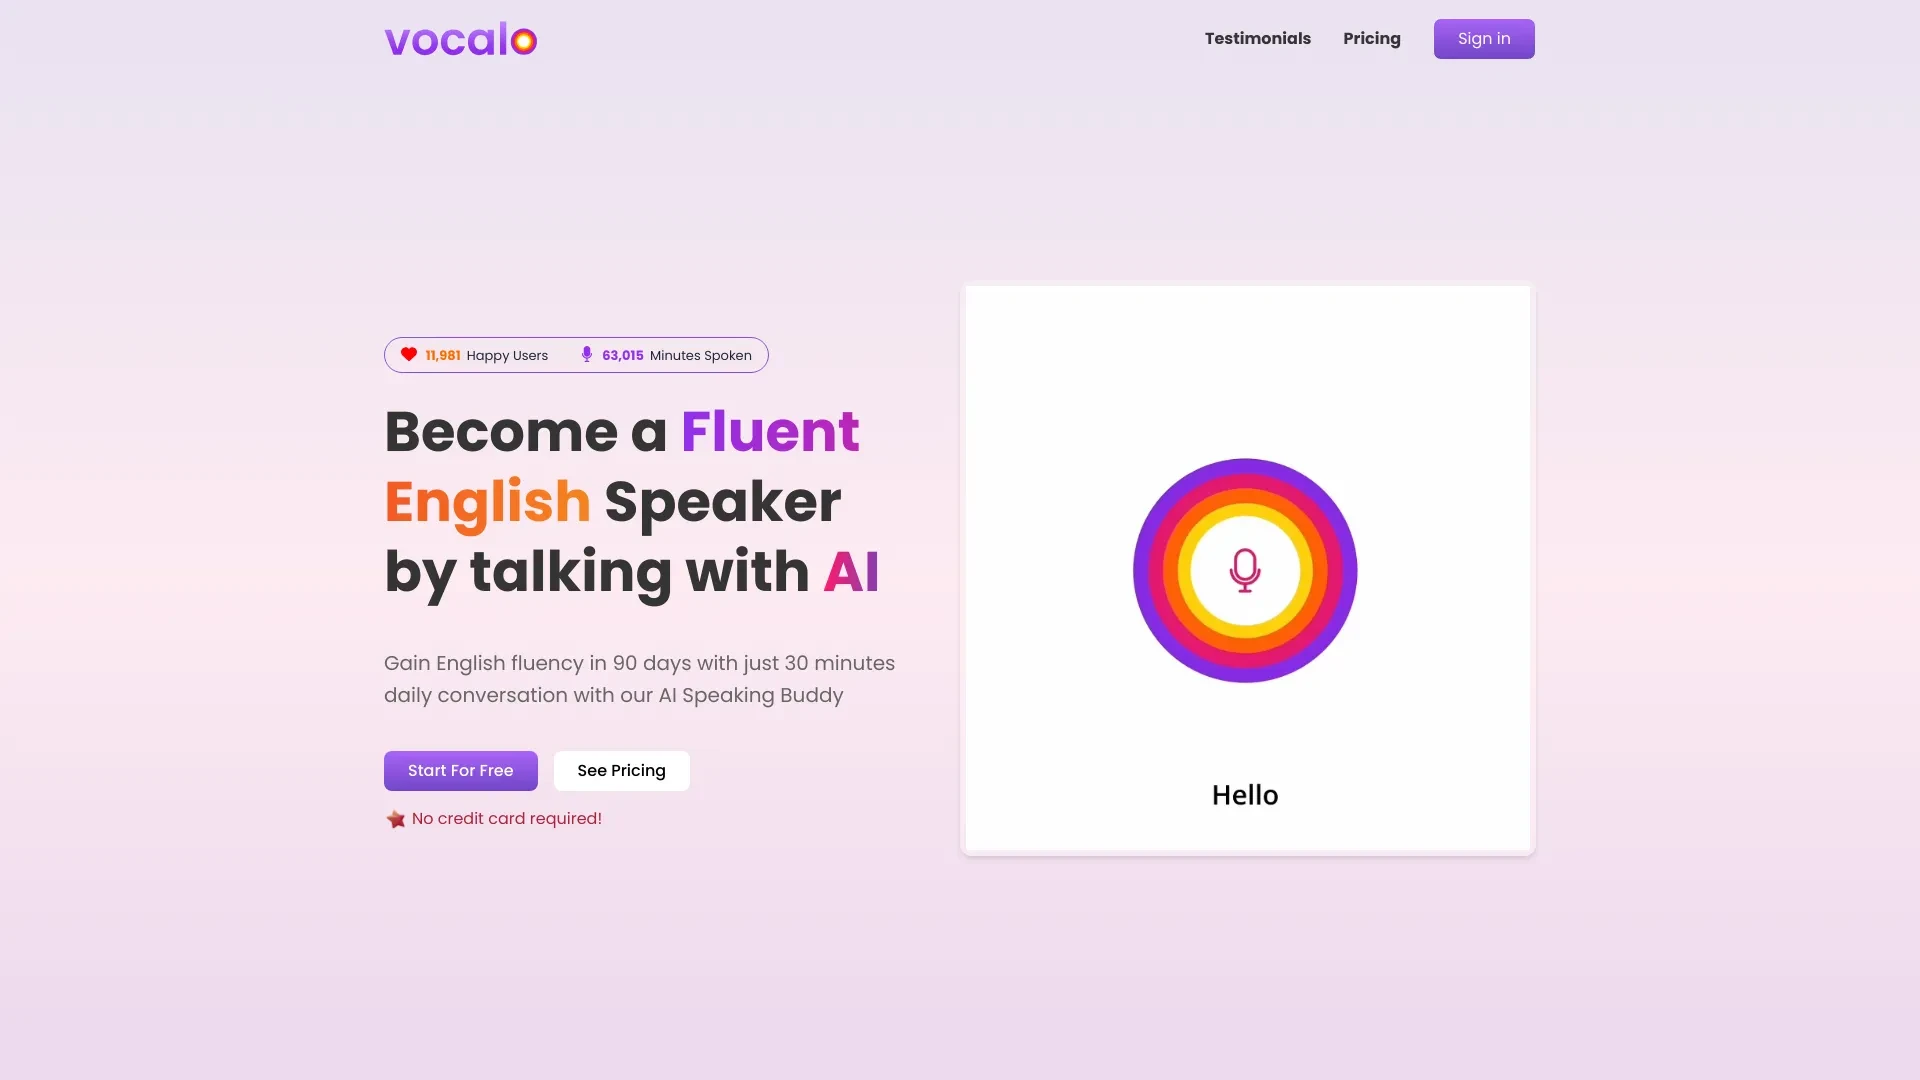 vocalo
Testimonials
Pricing
Sign in
11,981 Happy Users
63,015 Minutes Spoken
Become a Fluent
English Speaker
by talking with AI
Gain English fluency in 90 days with just 30 minutes
daily conversation with our AI Speaking Buddy
Start For Free
See Pricing
No credit card required!
Hello